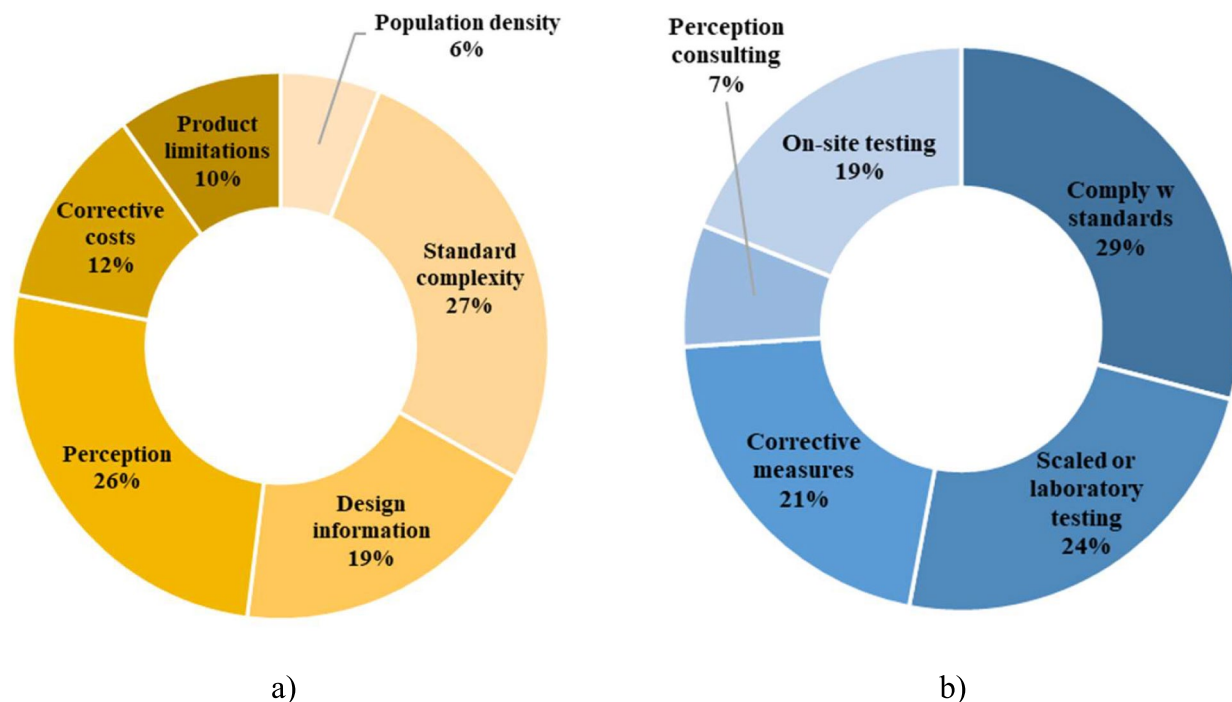 Population density
6%
Standard
complexity
27%
Design
information
19%
Perception
26%
Corrective
costs
12%
Product
limitations
10%
a)
Perception
consulting
7%
On-site testing
19%
Comply w
standards
29%
Scaled or
laboratory
testing
24%
Corrective
measures
21%
b)